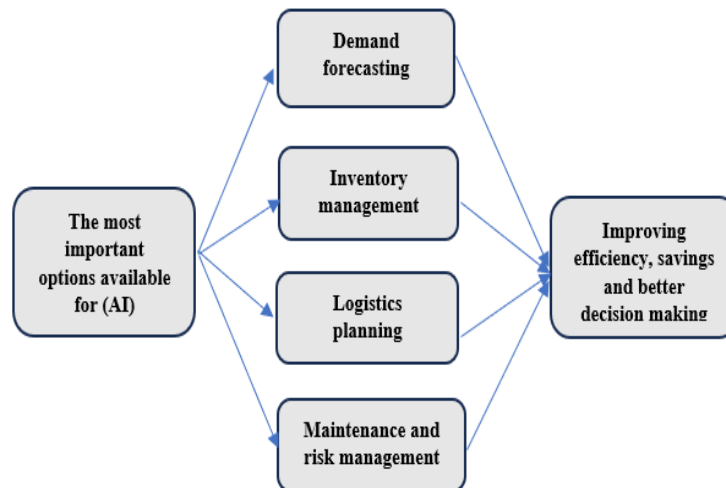 The most
important
options available
for (AI)
Demand
forecasting
Inventory
management
Logistics
planning
Maintenance and
risk management
Improving
efficiency, savings
and better
decision making